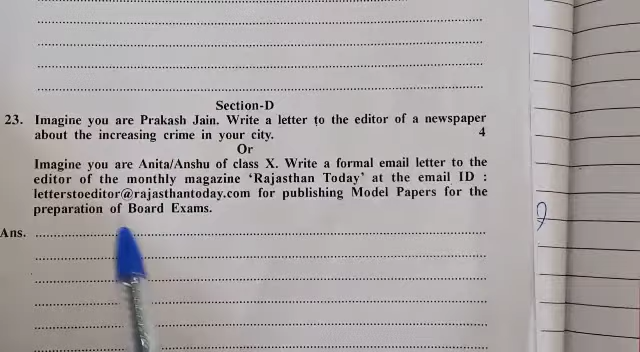 Section-D
23. Imagine you are Prakash Jain. Write a letter to the editor of a newspaper
about the increasing crime in your city. 4
Or
Imagine you are Anita/Anshu of class X. Write a formal email letter to the
editor of the monthly magazine ‘Rajasthan Today’ at the email ID :
letterstoeditor@rajasthantoday.com for publishing Model Papers for the
preparation of Board Exams.
Ans.